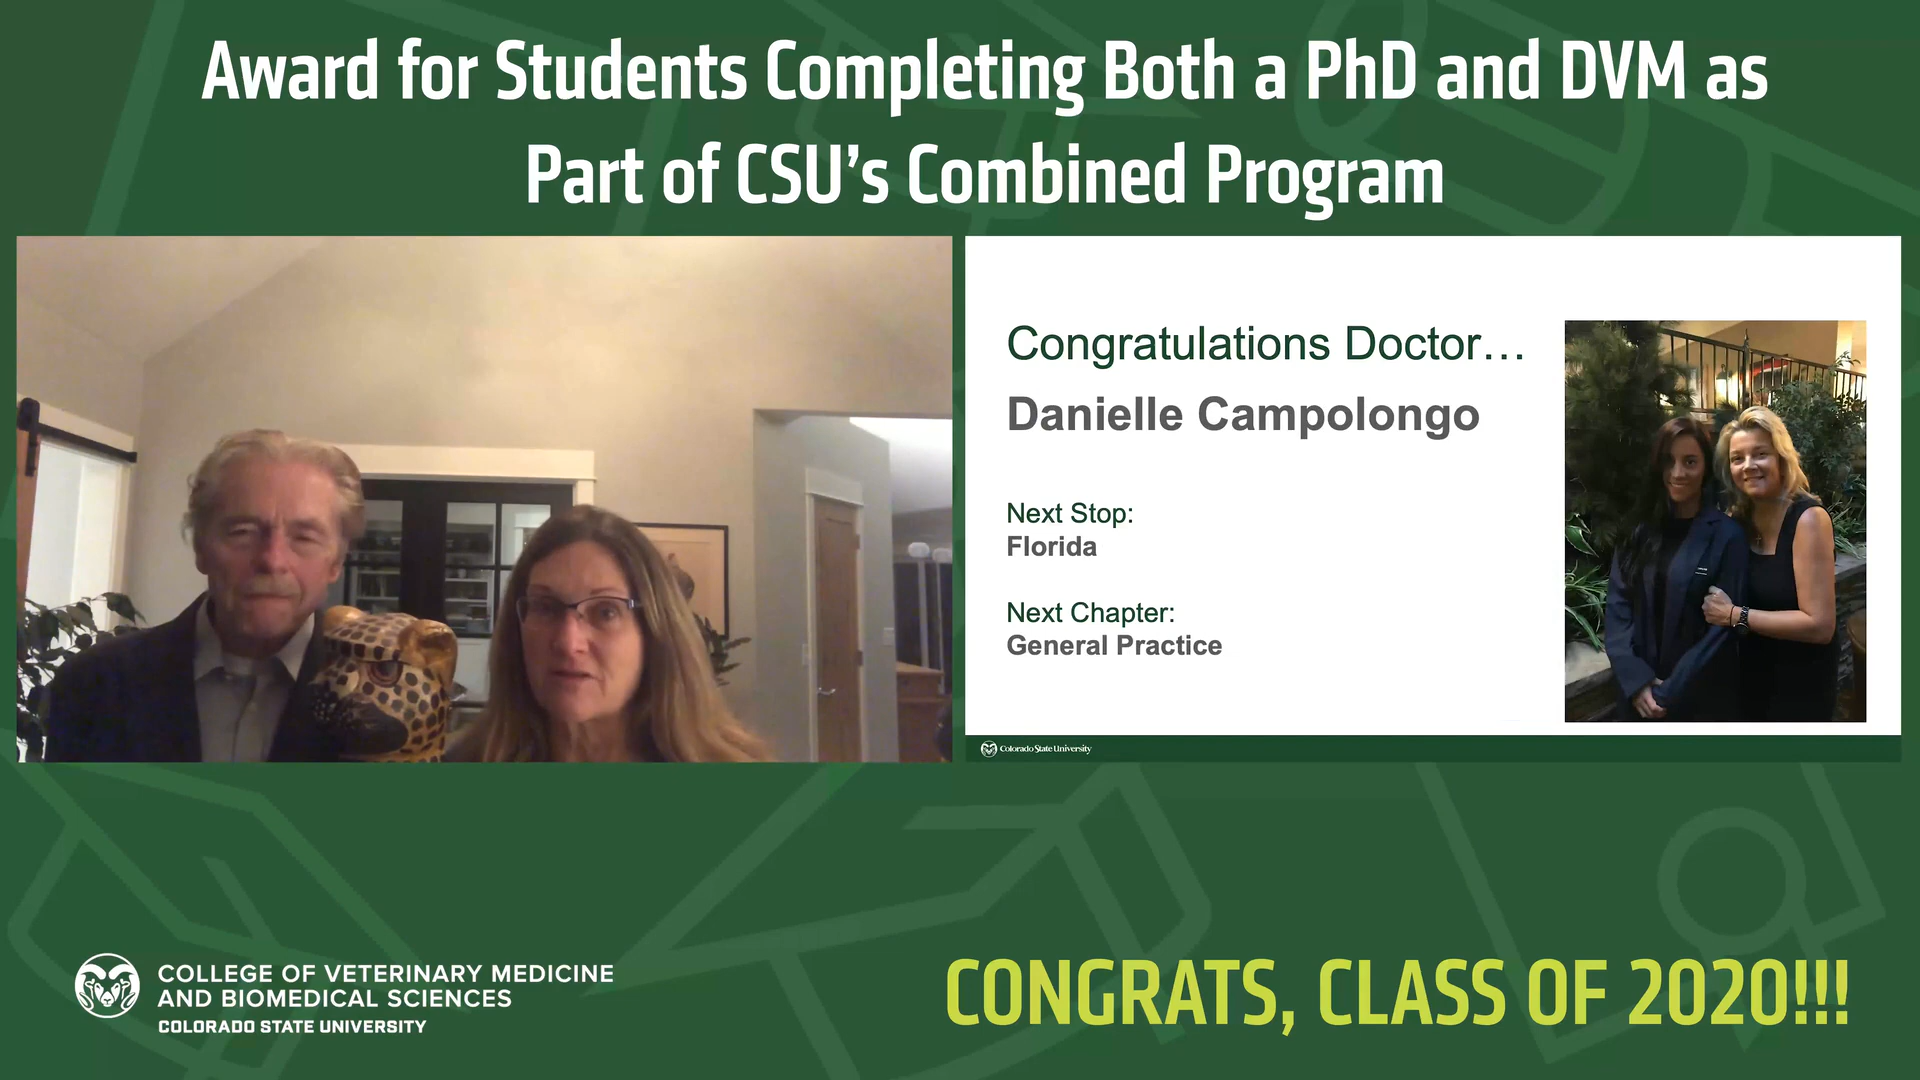 Award for Students Completing Both a PhD and DVM as
Part of CSU’s Combined Program
Congratulations Doctor…
Danielle Campolongo
Next Stop:
Florida
Next Chapter:
General Practice
Colorado State University
COLLEGE OF VETERINARY MEDICINE
AND BIOMEDICAL SCIENCES
COLORADO STATE UNIVERSITY
CONGRATS, CLASS OF 2020!!!